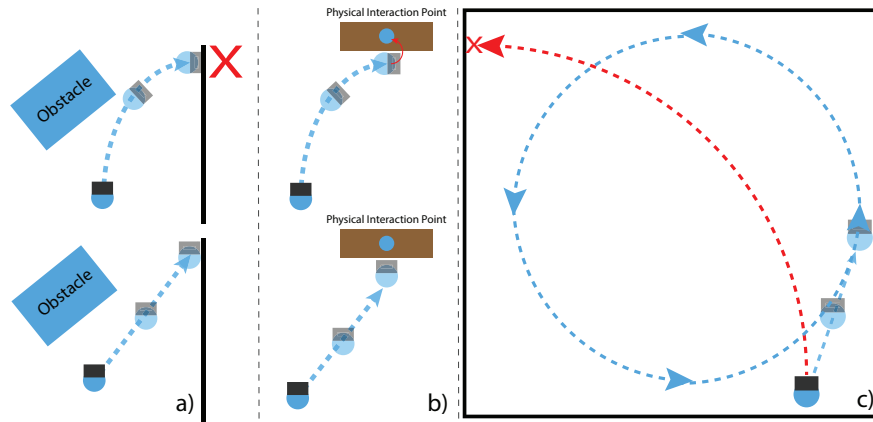 Obstacle
X
Obstacle
a)
Physical Interaction Point
Physical Interaction Point
b)
X
c)